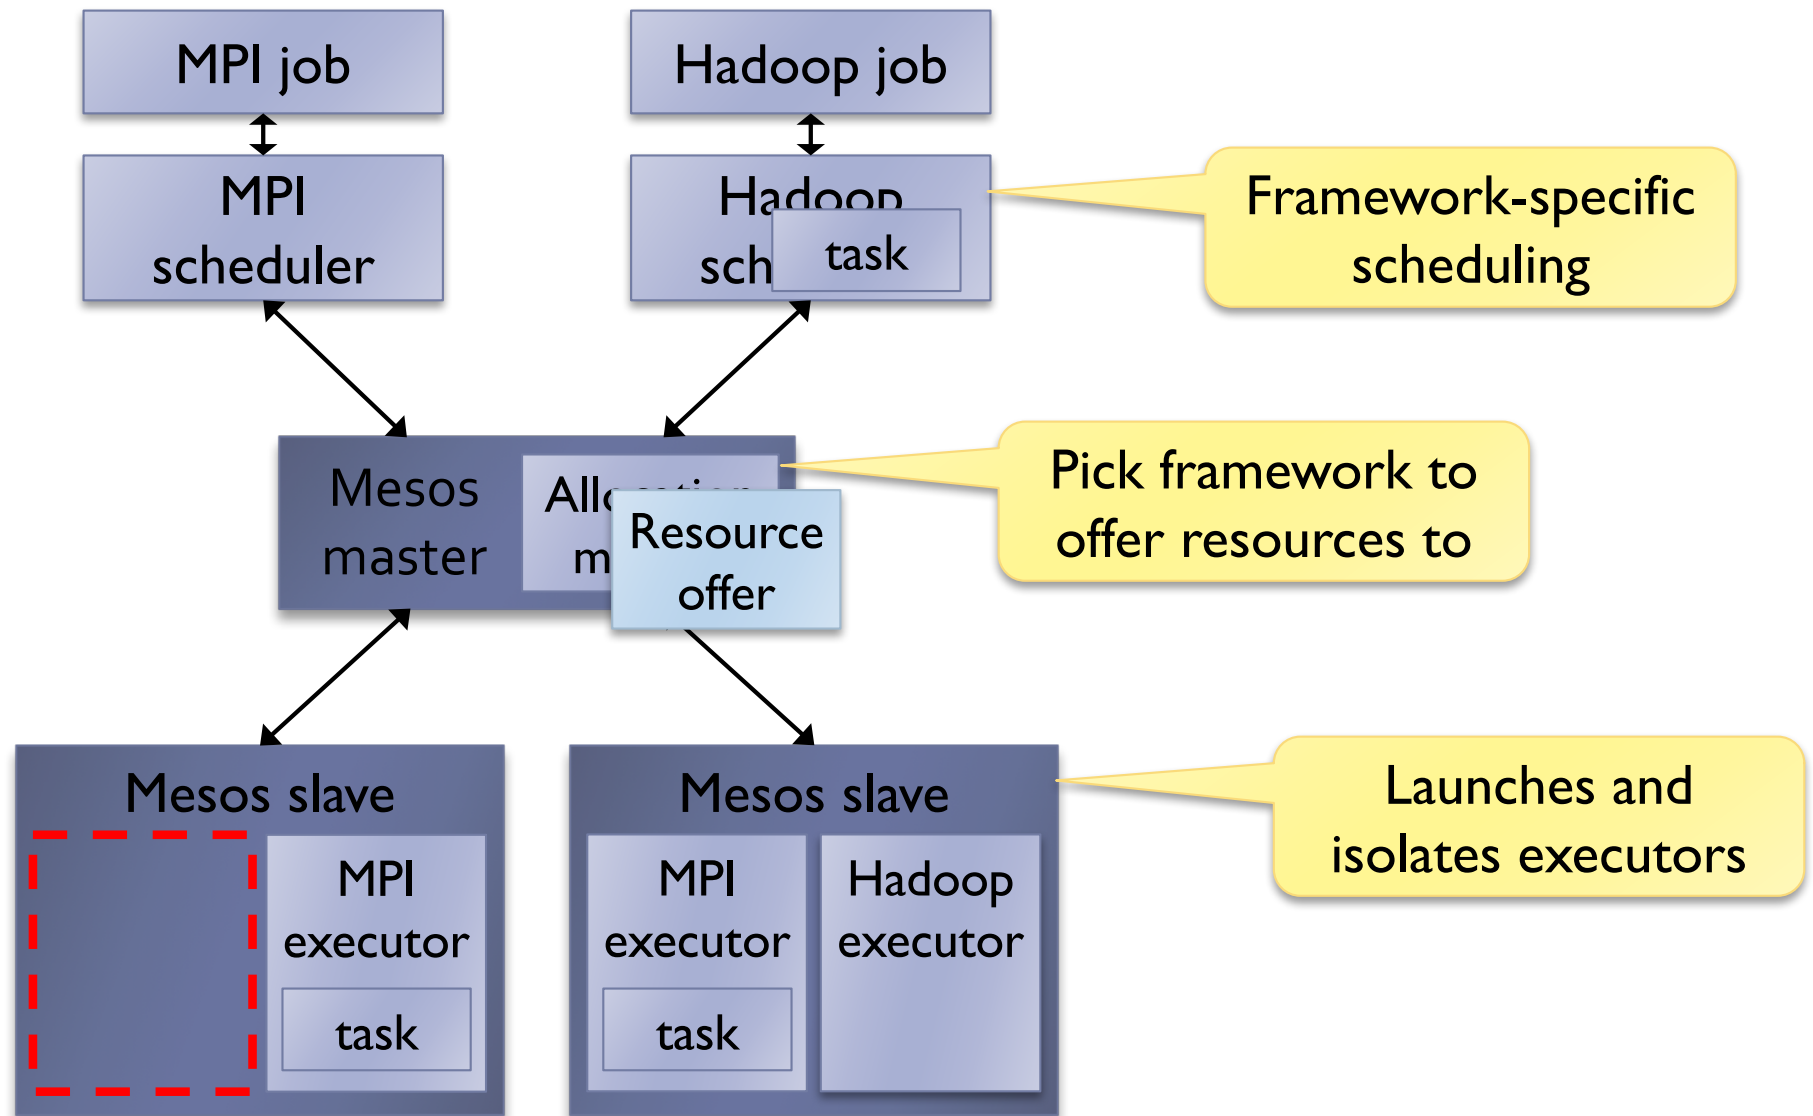 MPI job
Hadoop job
MPI
scheduler
Hadoop
task
Framework-specific
scheduling
Mesos
master
Resource
offer
Pick framework to
offer resources to
Mesos slave
MPI
executor
task
Mesos slave
MPI
executor
task
Hadoop
executor
Launches and
isolates executors